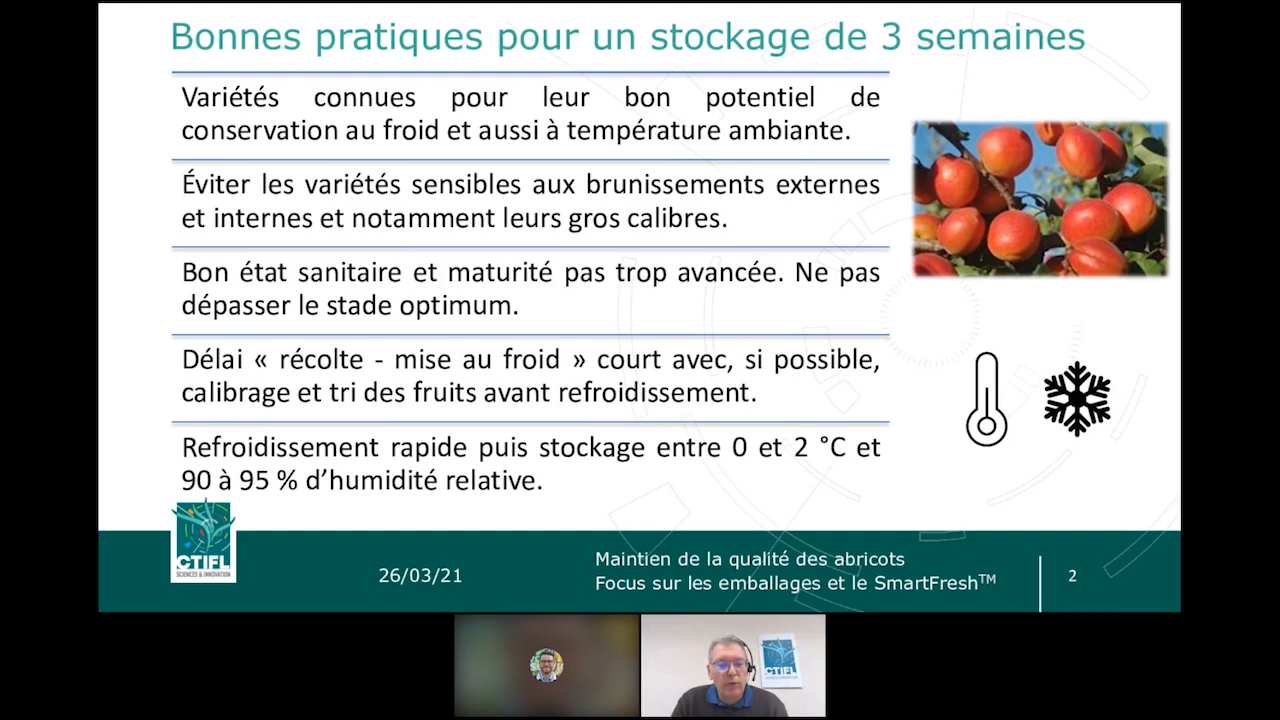 Bonnes pratiques pour un stockage de 3 semaines
Variétés connues pour leur bon potentiel de
conservation au froid et aussi à température ambiante.
Éviter les variétés sensibles aux brunissements externes
et internes et notamment leurs gros calibres.
Bon état sanitaire et maturité pas trop avancée. Ne pas
dépasser le stade optimum.
Délai « récolte - mise au froid » court avec, si possible,
calibrage et tri des fruits avant refroidissement.
Refroidissement rapide puis stockage entre 0 et 2 °C et
90 à 95 % d’humidité relative.
CTIFL
SCIENCES & INNOVATION
26/03/21
Maintien de la qualité des abricots
Focus sur les emballages et le SmartFresh™
2
CTIFL